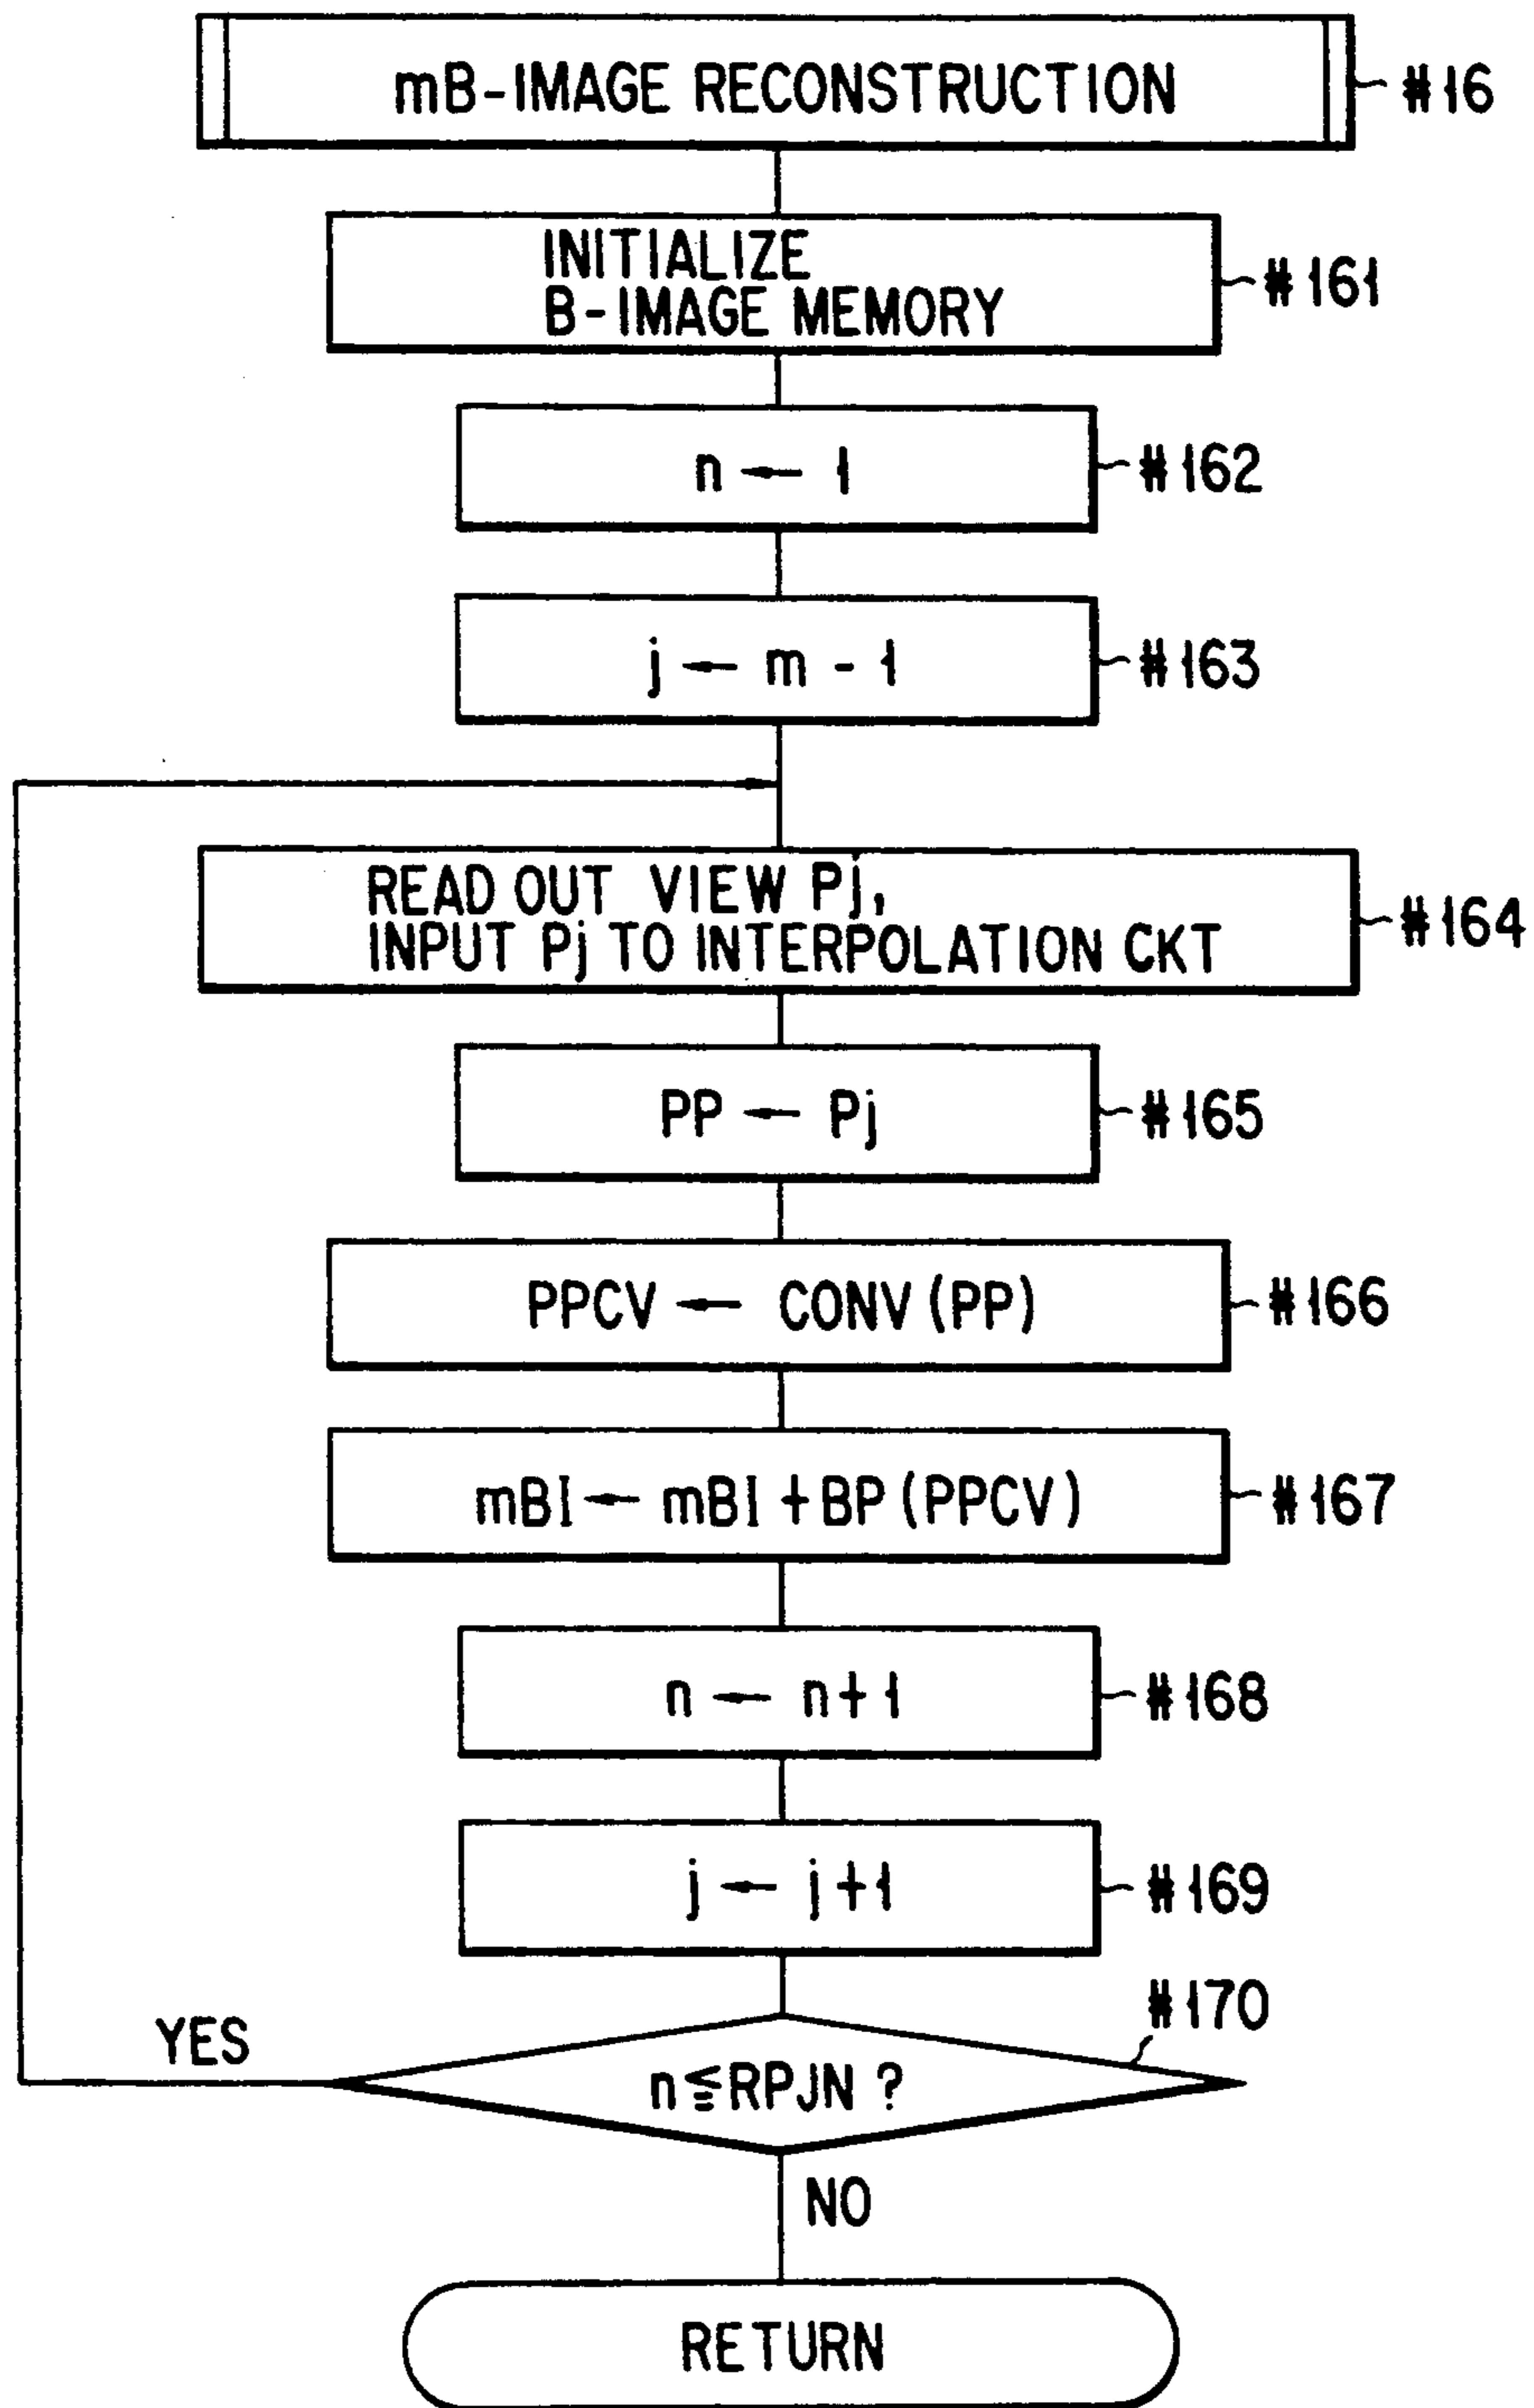 mB-IMAGE RECONSTRUCTION
#16
INITIALIZE
B-IMAGE MEMORY
#161
n ← 1
#162
j ← m - 1
#163
READ OUT VIEW Pj,
INPUT Pj TO INTERPOLATION CKT
#164
PP ← Pj
#165
PPCV ← CONV(PP)
#166
mBI ← mBI + BP(PPCV)
#167
n ← n+1
#168
j ← j+1
#169
#170
YES
n≦RPJN ?
NO
RETURN